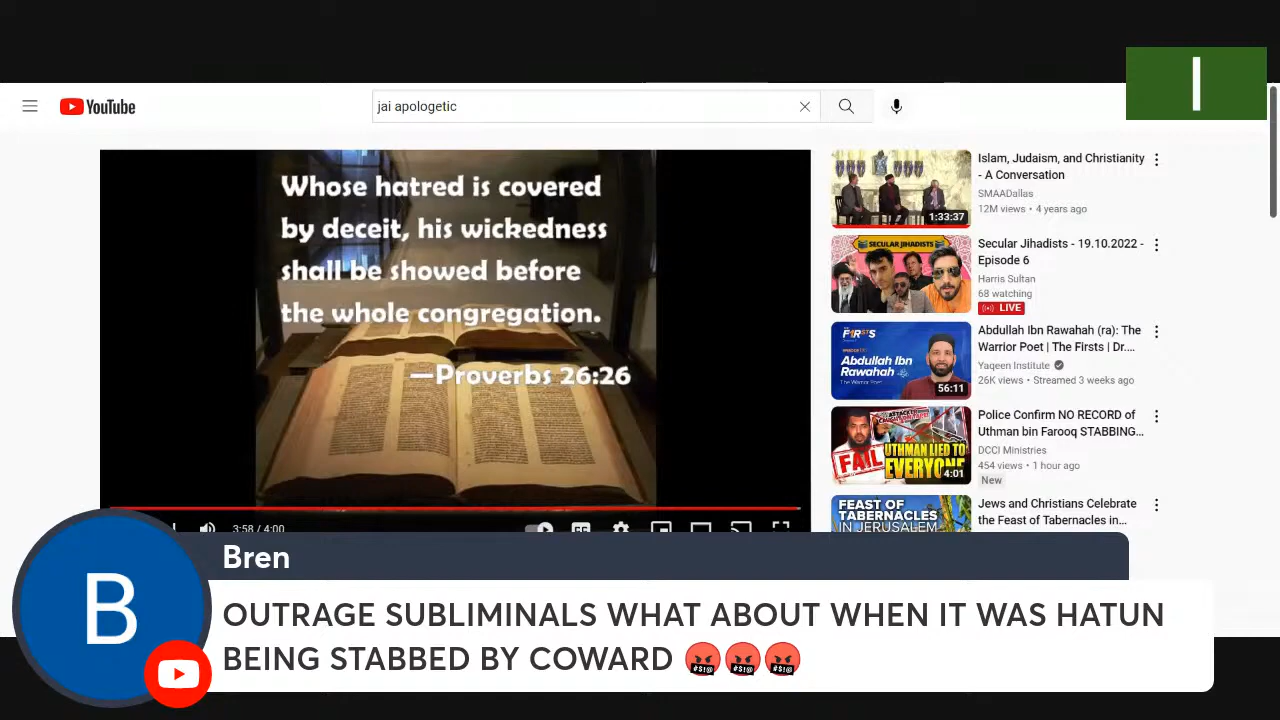 YouTube
jai apologetic
I
Whose hatred is covered
by deceit, his wickedness
shall be showed before
the whole congregation.
—Proverbs 26:26
3:58 / 4:00
1:33:37
Islam, Judaism, and Christianity
- A Conversation
SMAADallas
12M views • 4 years ago
SECULAR JIHADISTS
Secular Jihadists - 19.10.2022 -
Episode 6
Harris Sultan
68 watching
LIVE
Abdullah Ibn
Rawahah (ra)
56:11
Abdullah Ibn Rawahah (ra): The
Warrior Poet | The Firsts | Dr....
Yaqeen Institute
26K views • Streamed 3 weeks ago
FAIL
UTHMAN LIED TO
EVERYONE
4:01
Police Confirm NO RECORD of
Uthman bin Farooq STABBING...
DCCI Ministries
454 views • 1 hour ago
New
FEAST OF
TABERNACLES
IN JERUSALEM
Jews and Christians Celebrate
the Feast of Tabernacles in...
B
Bren
OUTRAGE SUBLIMINALS WHAT ABOUT WHEN IT WAS HATUN
BEING STABBED BY COWARD 🤬🤬🤬